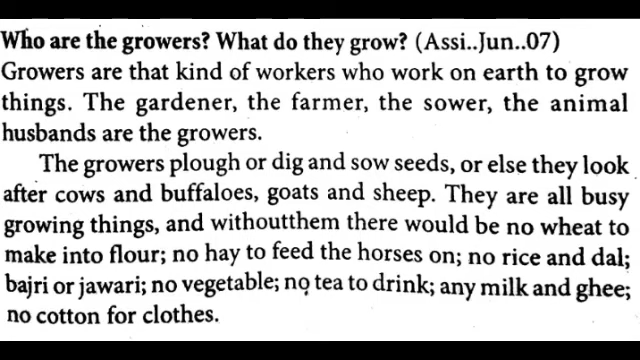 Who are the growers? What do they grow? (Assi..Jun..07)
Growers are that kind of workers who work on earth to grow
things. The gardener, the farmer, the sower, the animal
husbands are the growers.
The growers plough or dig and sow seeds, or else they look
after cows and buffaloes, goats and sheep. They are all busy
growing things, and withoutthem there would be no wheat to
make into flour; no hay to feed the horses on; no rice and dal;
bajri or jawari; no vegetable; no tea to drink; any milk and ghee;
no cotton for clothes.